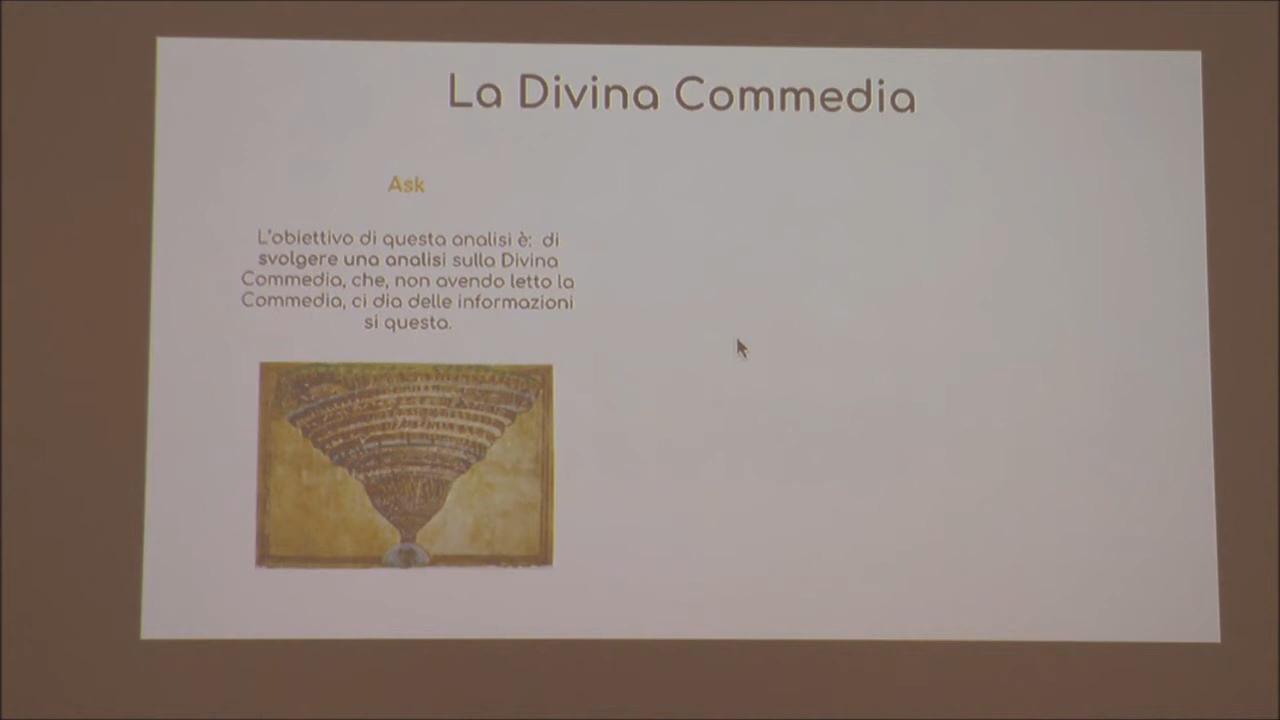 La Divina Commedia
Ask
L'obiettivo di questa analisi è: di
svolgere una analisi sulla Divina
Commedia, che, non avendo letto la
Commedia, ci dia delle informazioni
si questa.